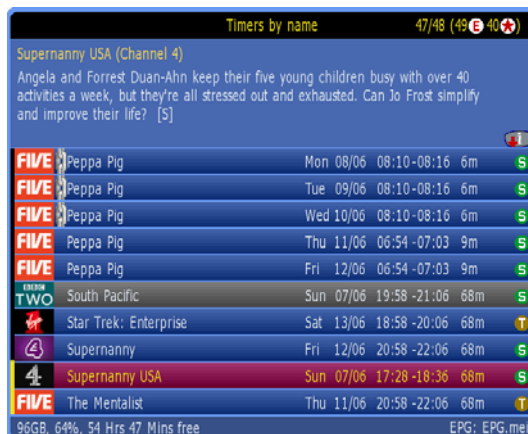 Timers by name 47/48 (49 E 40 )
Supernanny USA (Channel 4)
Angela and Forrest Duan-Ahn keep their five young children busy with over 40
activities a week, but they're all stressed out and exhausted. Can Jo Frost simplify
and improve their life? [S]
i
FIVE Peppa Pig Mon 08/06 08:10-08:16 6m S
FIVE Peppa Pig Tue 09/06 08:10-08:16 6m S
FIVE Peppa Pig Wed 10/06 08:10-08:16 6m S
FIVE Peppa Pig Thu 11/06 06:54-07:03 9m S
FIVE Peppa Pig Fri 12/06 06:54-07:03 9m S
BBC TWO South Pacific Sun 07/06 19:58-21:06 68m S
Star Trek: Enterprise Sat 13/06 18:58-20:06 68m T
4 Supernanny Fri 12/06 20:58-22:06 68m S
4 Supernanny USA Sun 07/06 17:28-18:36 68m S
FIVE The Mentalist Thu 11/06 20:58-22:06 68m T
96GB, 64%, 54 Hrs 47 Mins free EPG: EPG.me